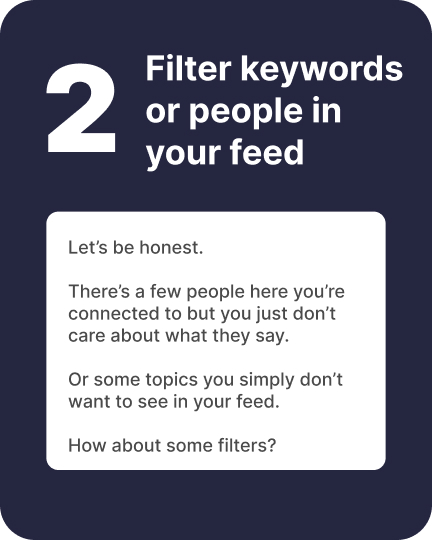 2
Filter keywords
or people in
your feed
Let’s be honest.
There’s a few people here you’re
connected to but you just don’t
care about what they say.
Or some topics you simply don’t
want to see in your feed.
How about some filters?